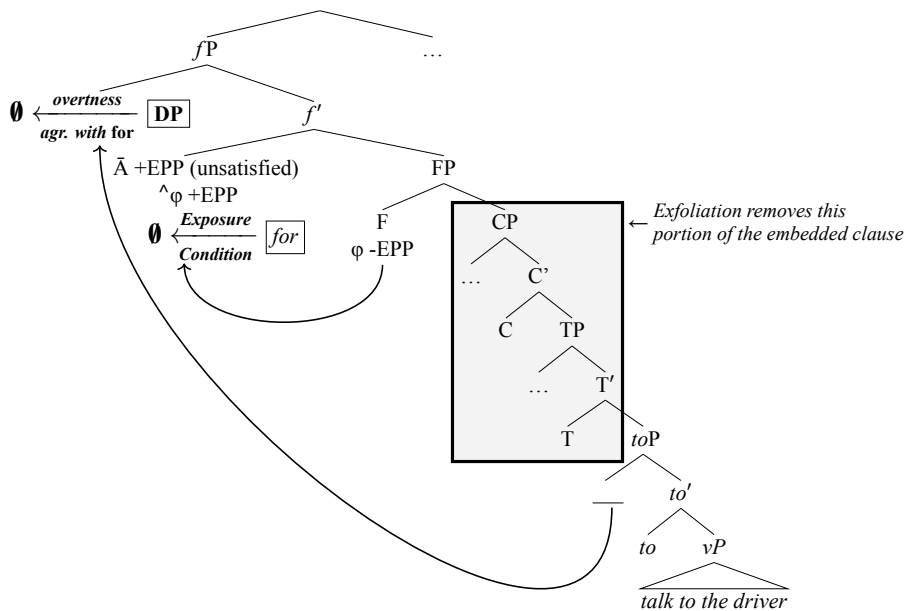 fP …
∅ overtness DP f′
agr. with for
Ā +EPP (unsatisfied) FP
^φ +EPP
F CP ← Exfoliation removes this
∅ Exposure for φ -EPP portion of the embedded clause
Condition
… C’
C TP
… T′
T toP
__ to′
to vP
talk to the driver